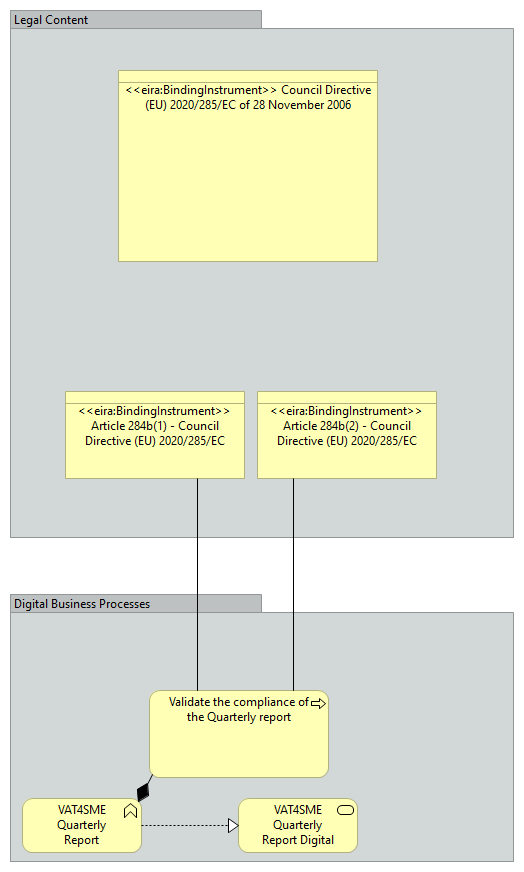 Legal Content
<<eira:BindingInstrument>> Council Directive
(EU) 2020/285/EC of 28 November 2006
<<eira:BindingInstrument>>
Article 284b(1) - Council
Directive (EU) 2020/285/EC
<<eira:BindingInstrument>>
Article 284b(2) - Council
Directive (EU) 2020/285/EC
Digital Business Processes
Validate the compliance of
the Quarterly report
VAT4SME
Quarterly
Report
VAT4SME
Quarterly
Report Digital